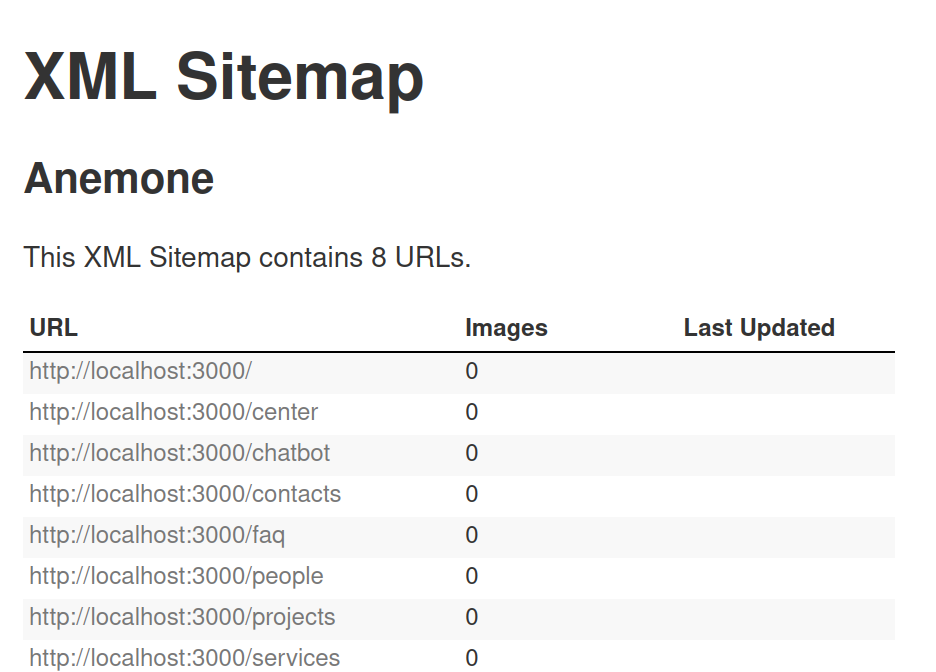 XML Sitemap
Anemone
This XML Sitemap contains 8 URLs.
URL Images Last Updated
http://localhost:3000/ 0
http://localhost:3000/center 0
http://localhost:3000/chatbot 0
http://localhost:3000/contacts 0
http://localhost:3000/faq 0
http://localhost:3000/people 0
http://localhost:3000/projects 0
http://localhost:3000/services 0